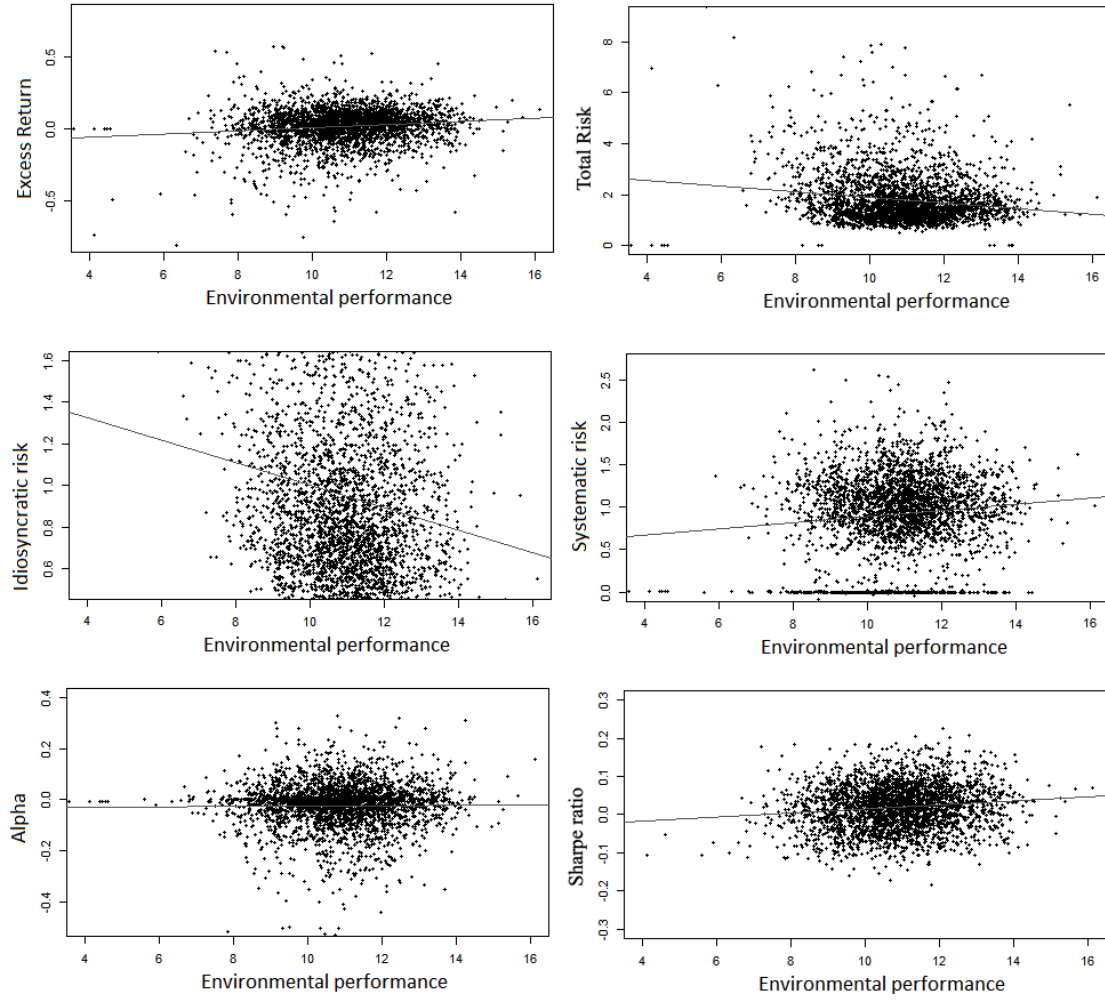 Excess Return
0.5
0.0
-0.5
4 6 8 10 12 14 16
Environmental performance
Total Risk
8
6
4
2
0
4 6 8 10 12 14 16
Environmental performance
Idiosyncratic risk
1.6
1.4
1.2
1.0
0.8
0.6
4 6 8 10 12 14 16
Environmental performance
Systematic risk
2.5
2.0
1.5
1.0
0.5
0.0
4 6 8 10 12 14 16
Environmental performance
Alpha
0.4
0.2
0.0
-0.2
-0.4
4 6 8 10 12 14 16
Environmental performance
Sharpe ratio
0.3
0.2
0.1
0.0
-0.1
-0.2
-0.3
4 6 8 10 12 14 16
Environmental performance